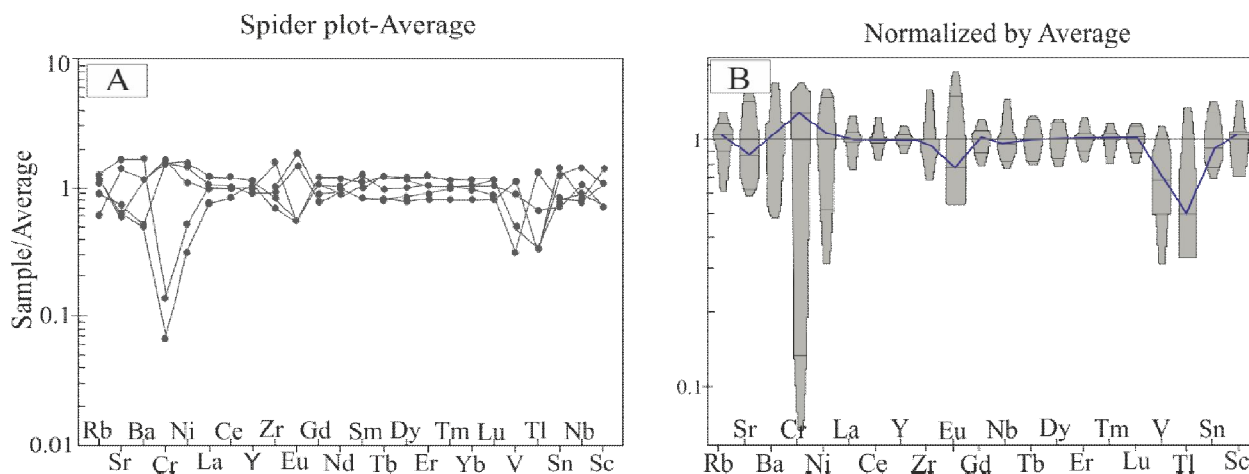 Spider plot-Average
A
Sample/Average
10
1
0.1
0.01
Rb Ba Ni Ce Zr Gd Sm Dy Tm Lu Tl Nb
Sr Cr La Y Eu Nd Tb Er Yb V Sn Sc
Normalized by Average
B
1
0.1
Sr Cr La Y Eu Nb Dy Tm V Sn
Rb Ba Ni Ce Zr Gd Tb Er Lu Tl Sc